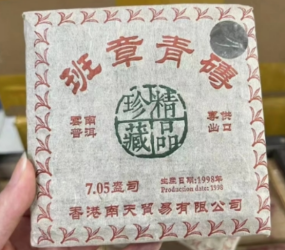 班章青磚
雲南 專供
普洱 出口
珍 精
藏 品
7.05盎司
生產日期:1998年
Production date: 1998
香港南天貿易有限公司